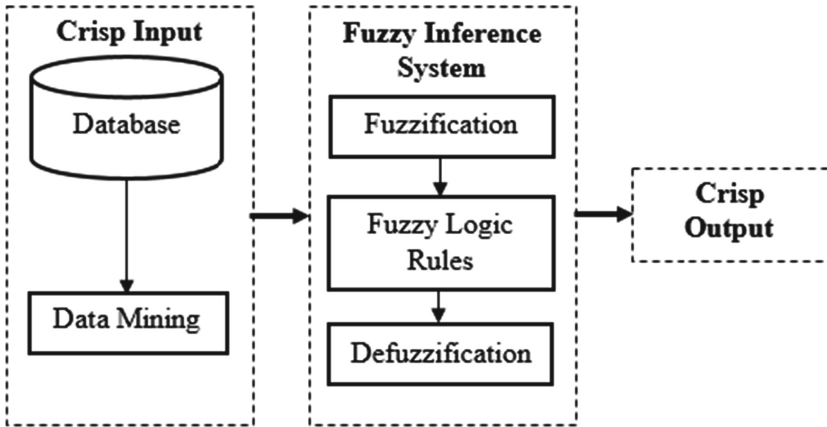 Crisp Input
Database
Data Mining
Fuzzy Inference
System
Fuzzification
Fuzzy Logic
Rules
Defuzzification
Crisp
Output